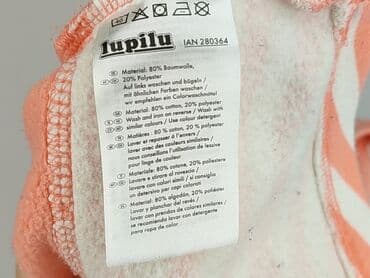 lupilu IAN 280364
Material: 80% Baumwolle,
20% Polyester
Auf links waschen und bügeln /
mit ähnlichen Farben waschen /
wir empfehlen ein Colorwaschmittel
Material: 80% cotton, 20% polyester
Wash and iron on reverse / Wash with
similar colours / Use colour detergent
Matières : 80 % coton, 20 % polyester
Laver et repasser à l'envers /
laver avec des couleurs similaires /
nous conseillons l'utilisation de lessive
pour linge de couleur
Materiale: 80% cotone, 20% poliestere
Lavare e stirare a rovescio /
lavare con colori simili / si consiglia
un detersivo per capi colorati
Material: 80% algodón, 20% poliéster
Lavar y planchar del revés /
lavar con prendas de colores similares /
se recomienda lavar con detergente
para ropa de color